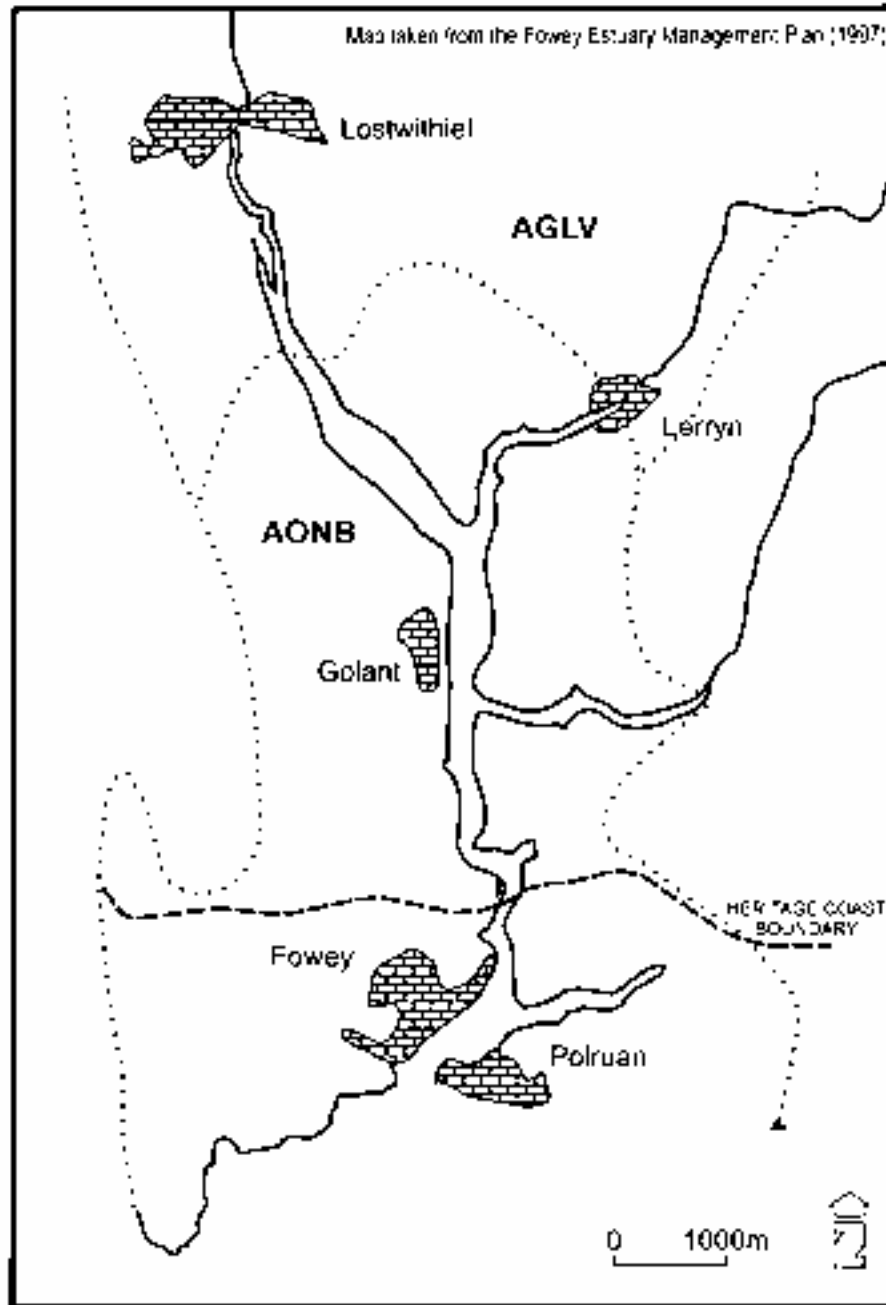 Map taken from the Fowey Estuary Management Plan (1997)
Lostwithiel
AGLV
Lerryn
AONB
Golant
HERITAGE COAST
BOUNDARY
Fowey
Polruan
0 1000m